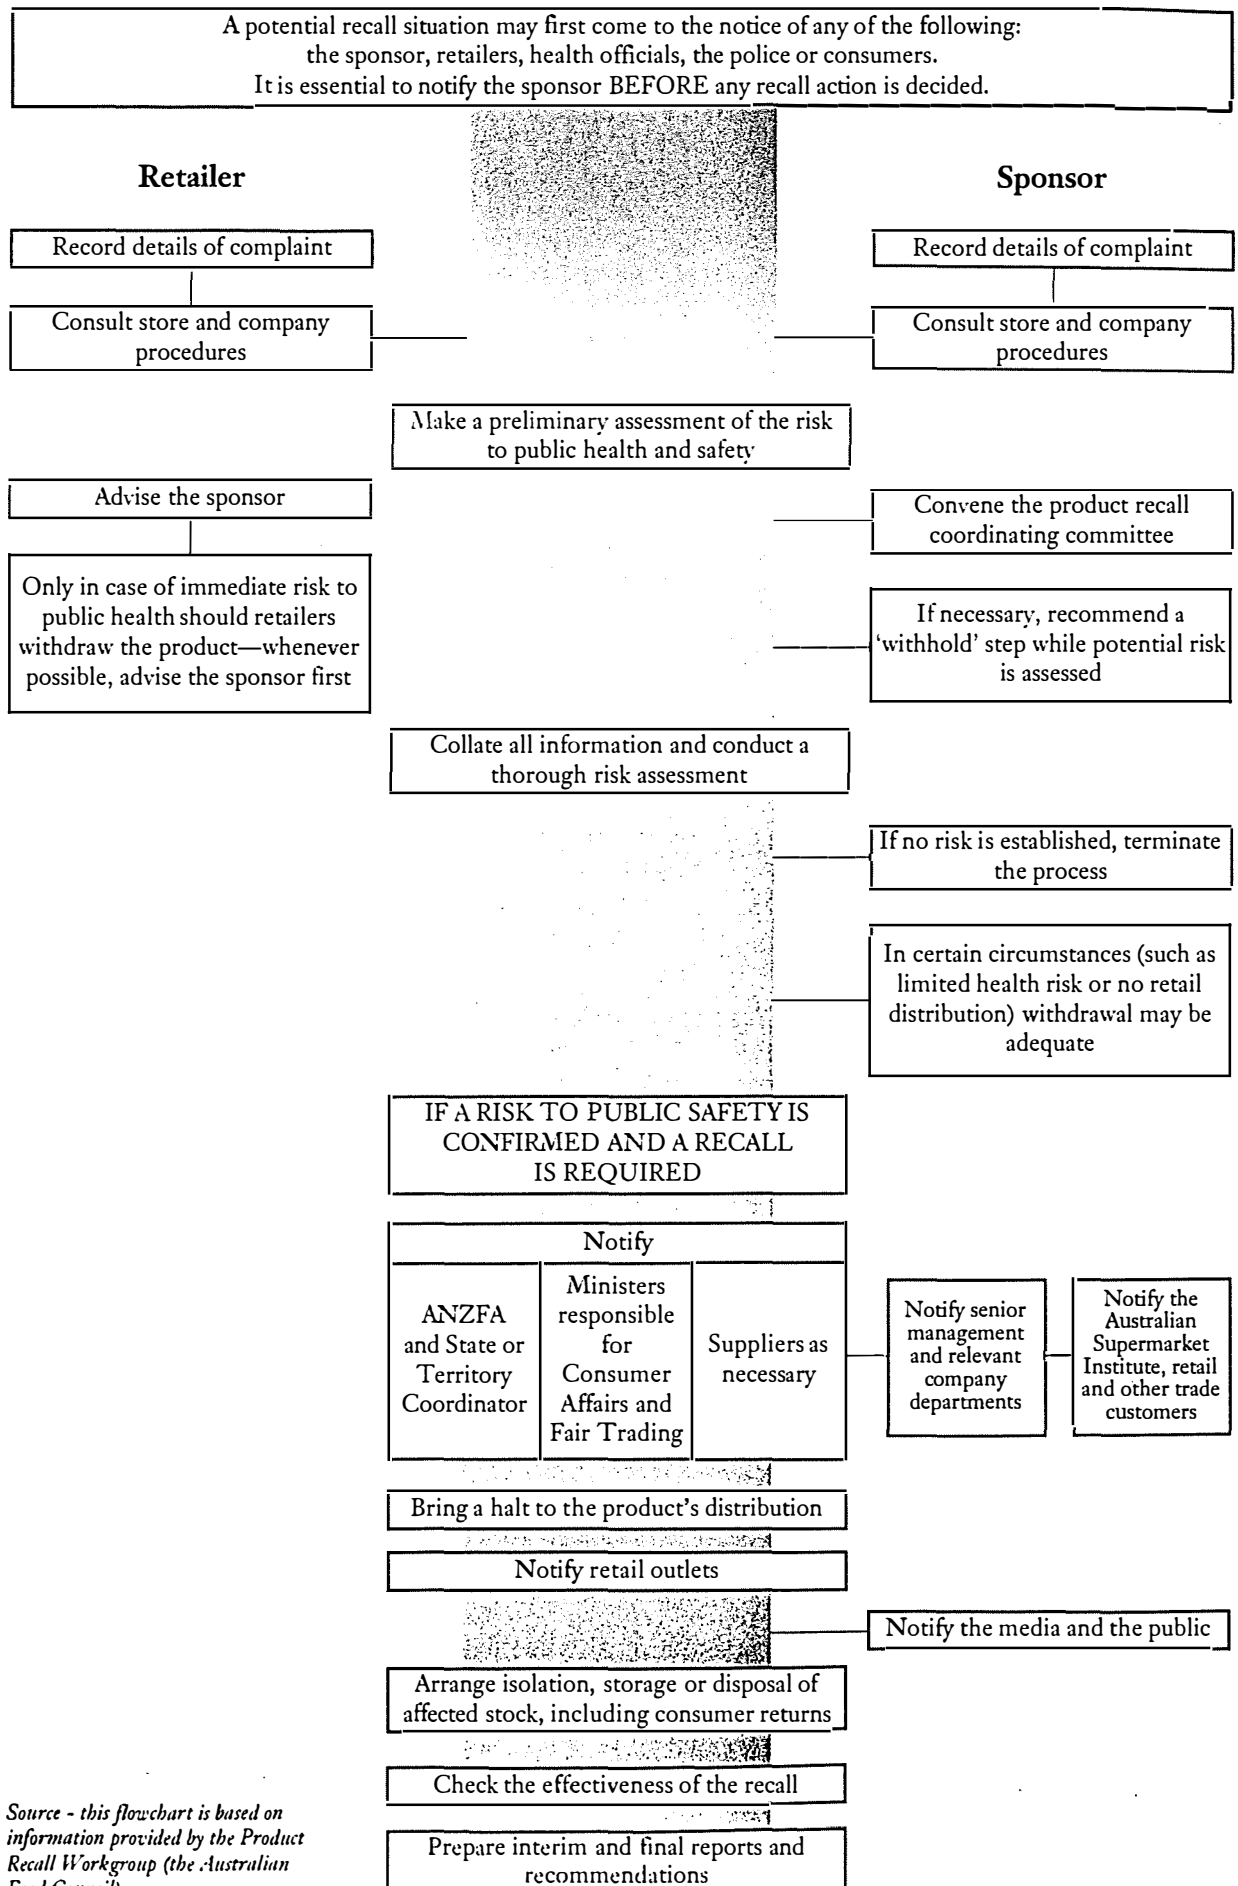 A potential recall situation may first come to the notice of any of the following:
the sponsor, retailers, health officials, the police or consumers.
It is essential to notify the sponsor BEFORE any recall action is decided.
Retailer
Sponsor
Record details of complaint
Record details of complaint
Consult store and company
procedures
Consult store and company
procedures
Make a preliminary assessment of the risk
to public health and safety
Advise the sponsor
Convene the product recall
coordinating committee
Only in case of immediate risk to
public health should retailers
withdraw the product—whenever
possible, advise the sponsor first
If necessary, recommend a
'withhold' step while potential risk
is assessed
Collate all information and conduct a
thorough risk assessment
If no risk is established, terminate
the process
In certain circumstances (such as
limited health risk or no retail
distribution) withdrawal may be
adequate
IF A RISK TO PUBLIC SAFETY IS
CONFIRMED AND A RECALL
IS REQUIRED
Notify
ANZFA
and State or
Territory
Coordinator
Ministers
responsible
for
Consumer
Affairs and
Fair Trading
Suppliers as
necessary
Notify senior
management
and relevant
company
departments
Notify the
Australian
Supermarket
Institute, retail
and other trade
customers
Bring a halt to the product's distribution
Notify retail outlets
Notify the media and the public
Arrange isolation, storage or disposal of
affected stock, including consumer returns
Check the effectiveness of the recall
Prepare interim and final reports and
recommendations
Source - this flowchart is based on
information provided by the Product
Recall Workgroup (the Australian